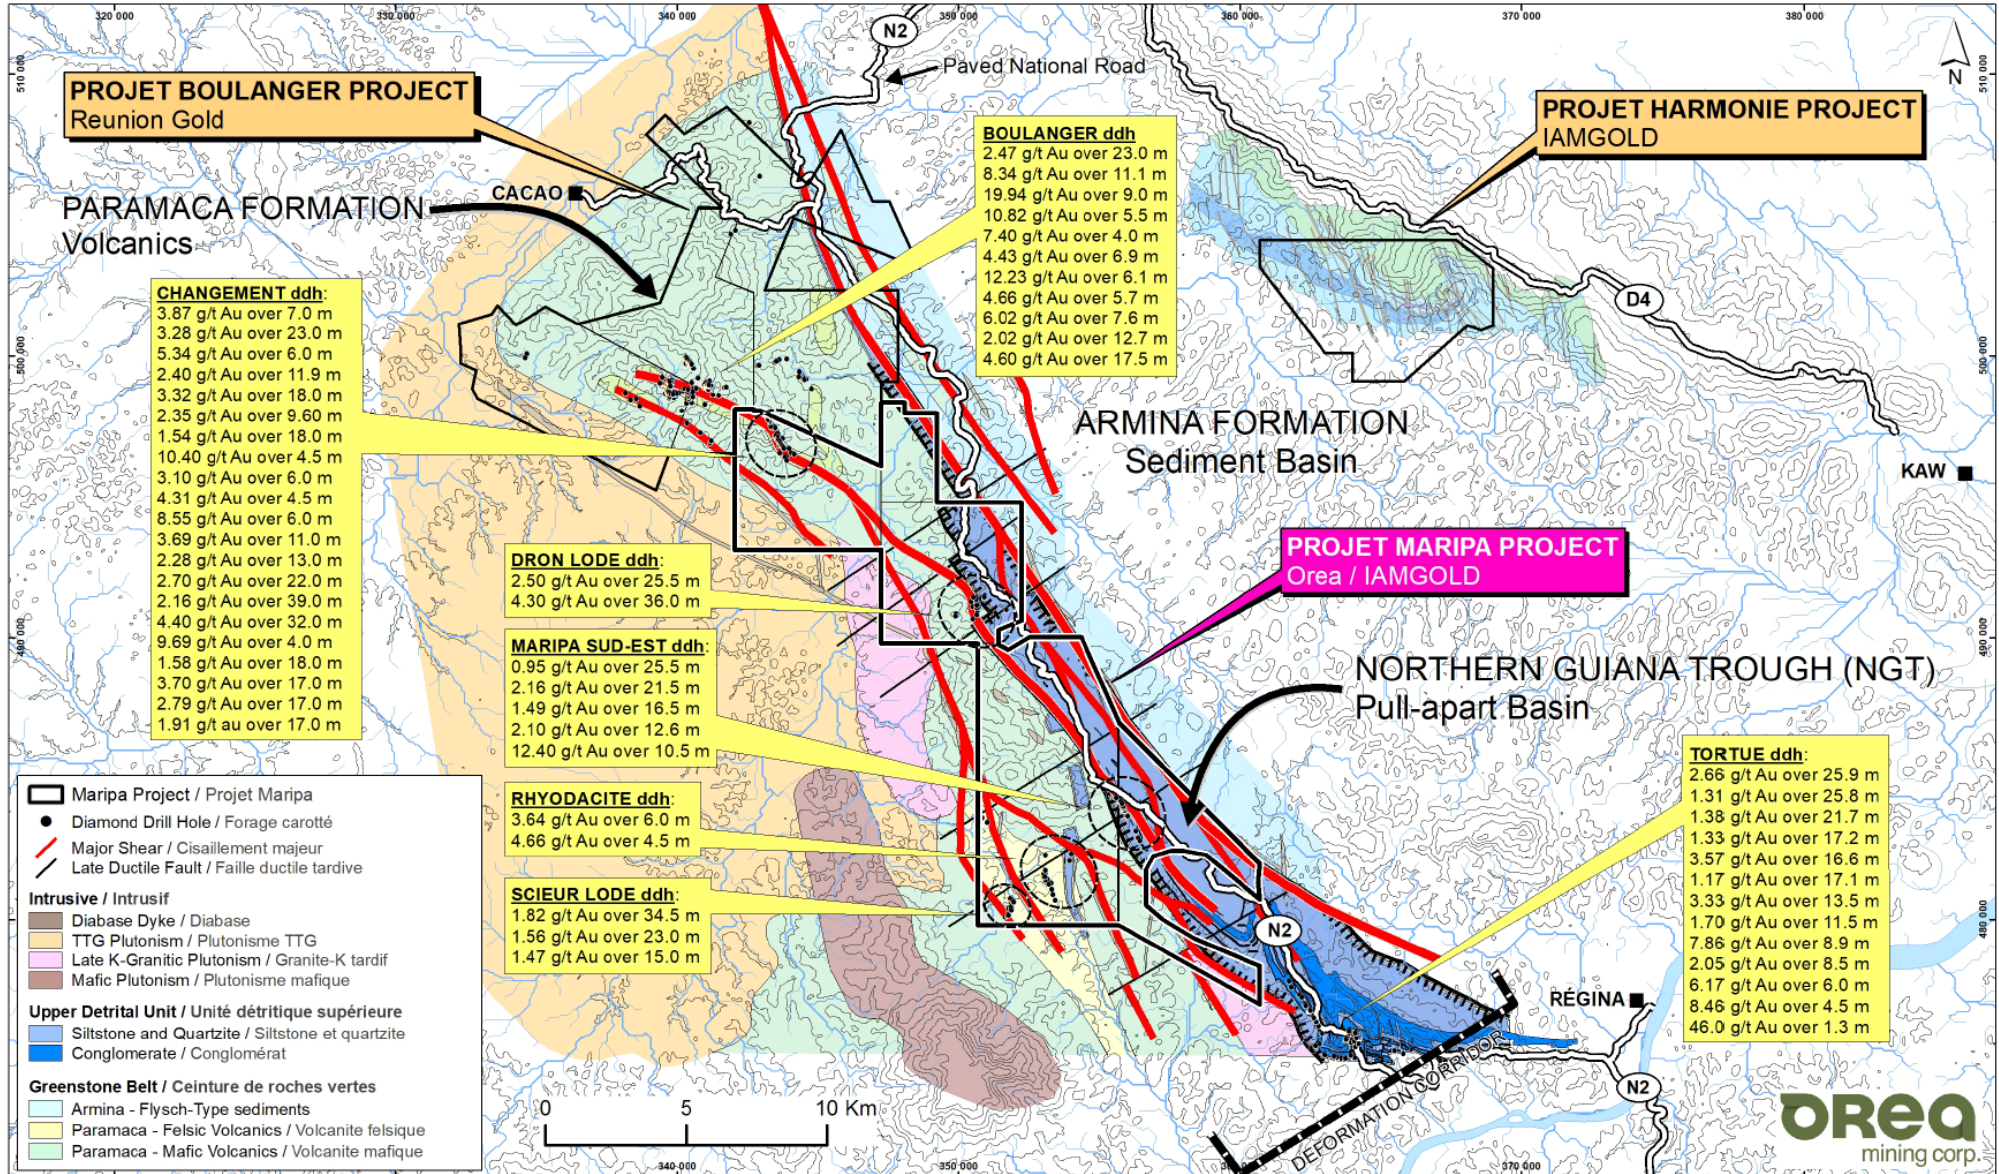 320 000
330 000
340 000
350 000
360 000
370 000
380 000
510 000
500 000
490 000
510 000
500 000
490 000
480 000
N
N2
Paved National Road
PROJET BOULANGER PROJECT
Reunion Gold
PROJET HARMONIE PROJECT
IAMGOLD
CACAO
PARAMACA FORMATION
Volcanics
BOULANGER ddh
2.47 g/t Au over 23.0 m
8.34 g/t Au over 11.1 m
19.94 g/t Au over 9.0 m
10.82 g/t Au over 5.5 m
7.40 g/t Au over 4.0 m
4.43 g/t Au over 6.9 m
12.23 g/t Au over 6.1 m
4.66 g/t Au over 5.7 m
6.02 g/t Au over 7.6 m
2.02 g/t Au over 12.7 m
4.60 g/t Au over 17.5 m
D4
KAW
CHANGEMENT ddh:
3.87 g/t Au over 7.0 m
3.28 g/t Au over 23.0 m
5.34 g/t Au over 6.0 m
2.40 g/t Au over 11.9 m
3.32 g/t Au over 18.0 m
2.35 g/t Au over 9.60 m
1.54 g/t Au over 18.0 m
10.40 g/t Au over 4.5 m
3.10 g/t Au over 6.0 m
4.31 g/t Au over 4.5 m
8.55 g/t Au over 6.0 m
3.69 g/t Au over 11.0 m
2.28 g/t Au over 13.0 m
2.70 g/t Au over 22.0 m
2.16 g/t Au over 39.0 m
4.40 g/t Au over 32.0 m
9.69 g/t Au over 4.0 m
1.58 g/t Au over 18.0 m
3.70 g/t Au over 17.0 m
2.79 g/t Au over 17.0 m
1.91 g/t au over 17.0 m
ARMINA FORMATION
Sediment Basin
PROJET MARIPA PROJECT
Orea / IAMGOLD
DRON LODE ddh:
2.50 g/t Au over 25.5 m
4.30 g/t Au over 36.0 m
MARIPA SUD-EST ddh:
0.95 g/t Au over 25.5 m
2.16 g/t Au over 21.5 m
1.49 g/t Au over 16.5 m
2.10 g/t Au over 12.6 m
12.40 g/t Au over 10.5 m
RHYODACITE ddh:
3.64 g/t Au over 6.0 m
4.66 g/t Au over 4.5 m
SCIEUR LODE ddh:
1.82 g/t Au over 34.5 m
1.56 g/t Au over 23.0 m
1.47 g/t Au over 15.0 m
NORTHERN GUIANA TROUGH (NGT)
Pull-apart Basin
TORTUE ddh:
2.66 g/t Au over 25.9 m
1.31 g/t Au over 25.8 m
1.38 g/t Au over 21.7 m
1.33 g/t Au over 17.2 m
3.57 g/t Au over 16.6 m
1.17 g/t Au over 17.1 m
3.33 g/t Au over 13.5 m
1.70 g/t Au over 11.5 m
7.86 g/t Au over 8.9 m
2.05 g/t Au over 8.5 m
6.17 g/t Au over 6.0 m
8.46 g/t Au over 4.5 m
46.0 g/t Au over 1.3 m
N2
RÉGINA
N2
DEFORMATION CORRIDOR
Maripa Project / Projet Maripa
Diamond Drill Hole / Forage carotté
Major Shear / Cisaillement majeur
Late Ductile Fault / Faille ductile tardive
Intrusive / Intrusif
Diabase Dyke / Diabase
TTG Plutonism / Plutonisme TTG
Late K-Granitic Plutonism / Granite-K tardif
Mafic Plutonism / Plutonisme mafique
Upper Detrital Unit / Unité détritique supérieure
Siltstone and Quartzite / Siltstone et quartzite
Conglomerate / Conglomérat
Greenstone Belt / Ceinture de roches vertes
Armina - Flysch-Type sediments
Paramaca - Felsic Volcanics / Volcanite felsique
Paramaca - Mafic Volcanics / Volcanite mafique
0 5 10 Km
340 000
350 000
370 000
orea
mining corp.